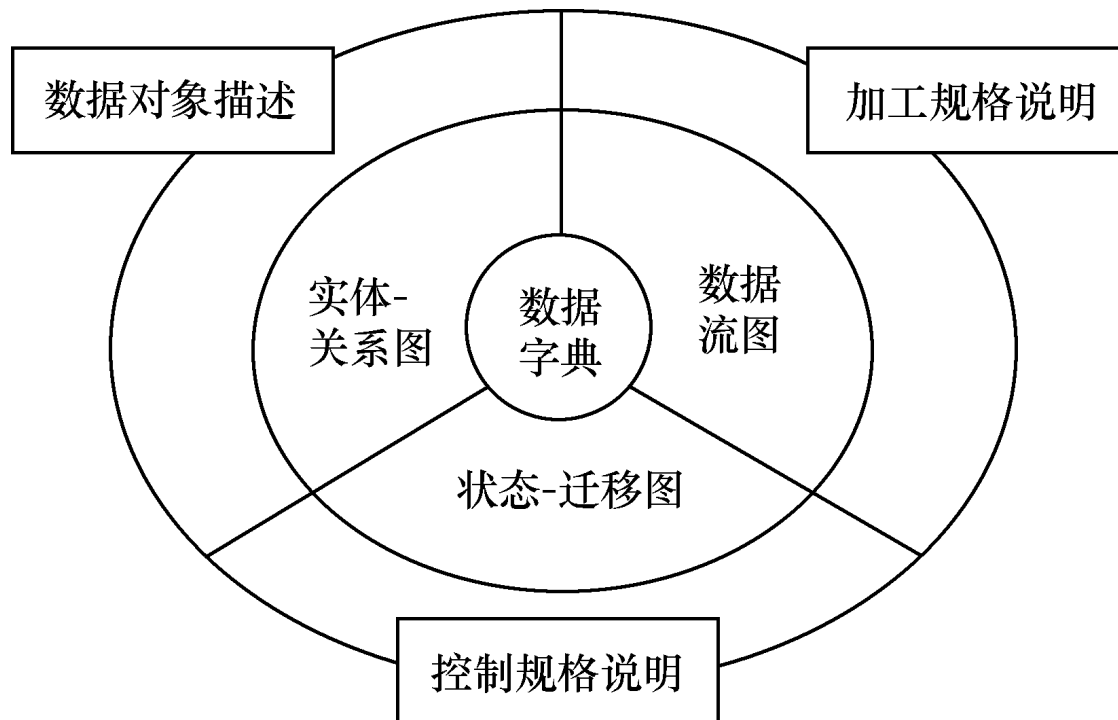 数据对象描述
加工规格说明
实体-
关系图
数据
字典
数据
流图
状态-迁移图
控制规格说明